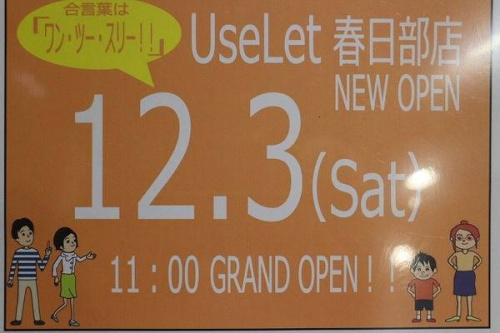 合言葉は
「ワン・ツー・スリー！！」
UseLet 春日部店
NEW OPEN
12.3(Sat)
11：00 GRAND OPEN！！